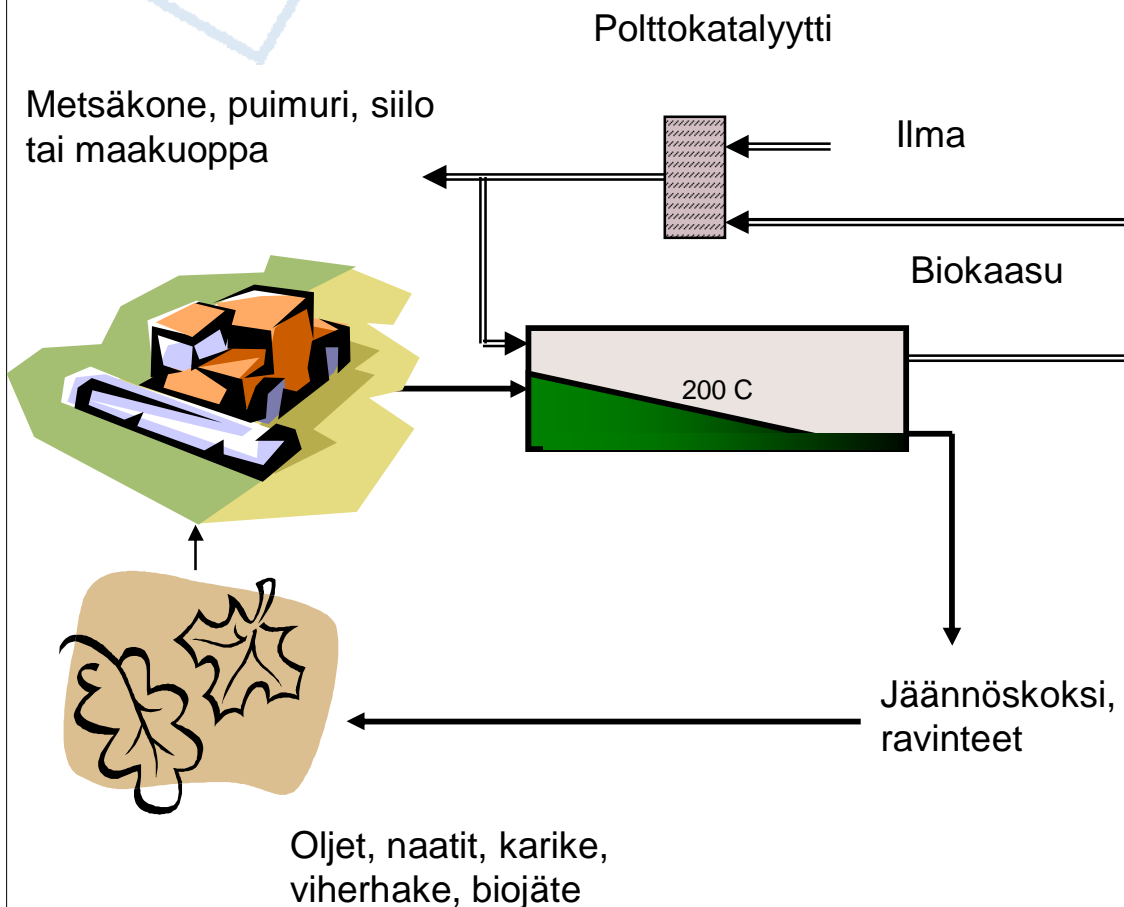 Polttokatalyytti
Metsäkone, puimuri, siilo
tai maakuoppa
Ilma
Biokaasu
200 C
Jäännöskoksi,
ravinteet
Oljet, naatit, karike,
viherhake, biojäte